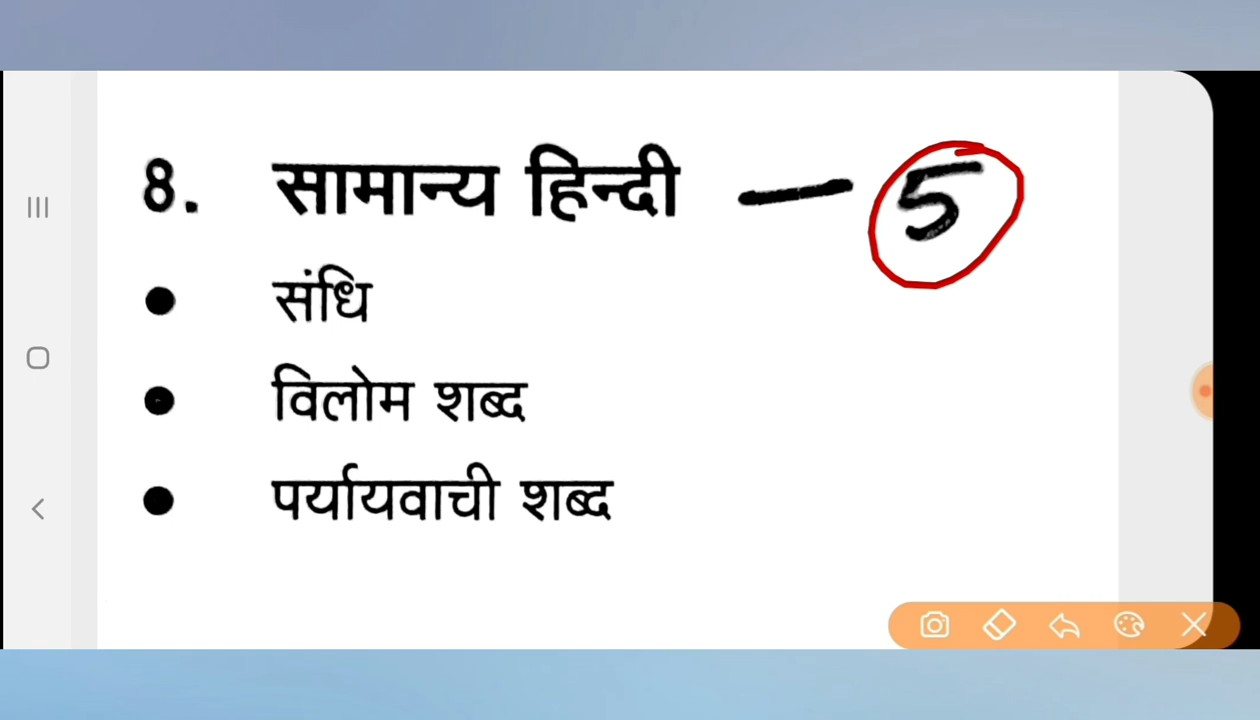 8. सामान्य हिन्दी — 5
• संधि
• विलोम शब्द
• पर्यायवाची शब्द